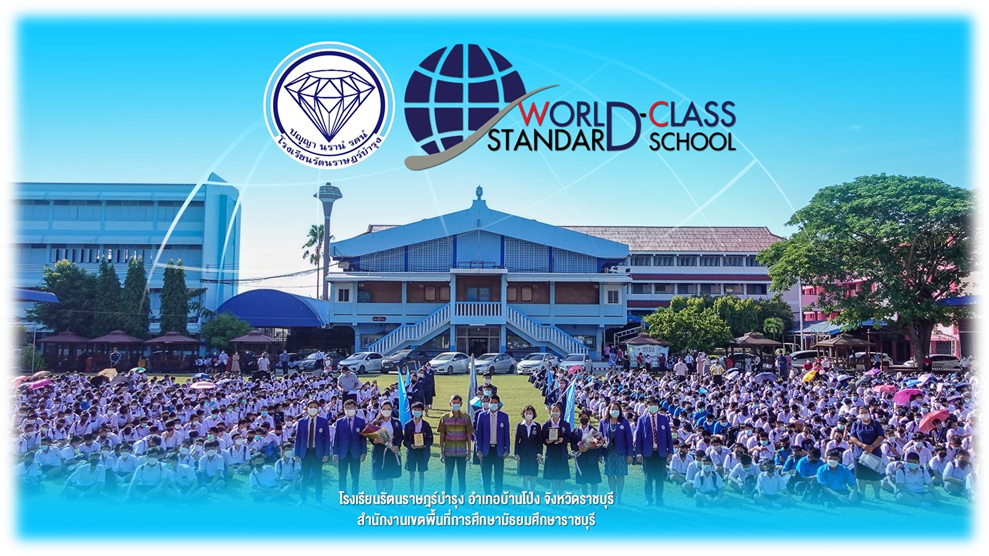 ปญฺญา นรานํ รตนํ
โรงเรียนรัตนราษฎร์บำรุง
WORLD-CLASS
STANDARD SCHOOL
โรงเรียนรัตนราษฎร์บำรุง อำเภอบ้านโป่ง จังหวัดราชบุรี
สำนักงานเขตพื้นที่การศึกษามัธยมศึกษาราชบุรี